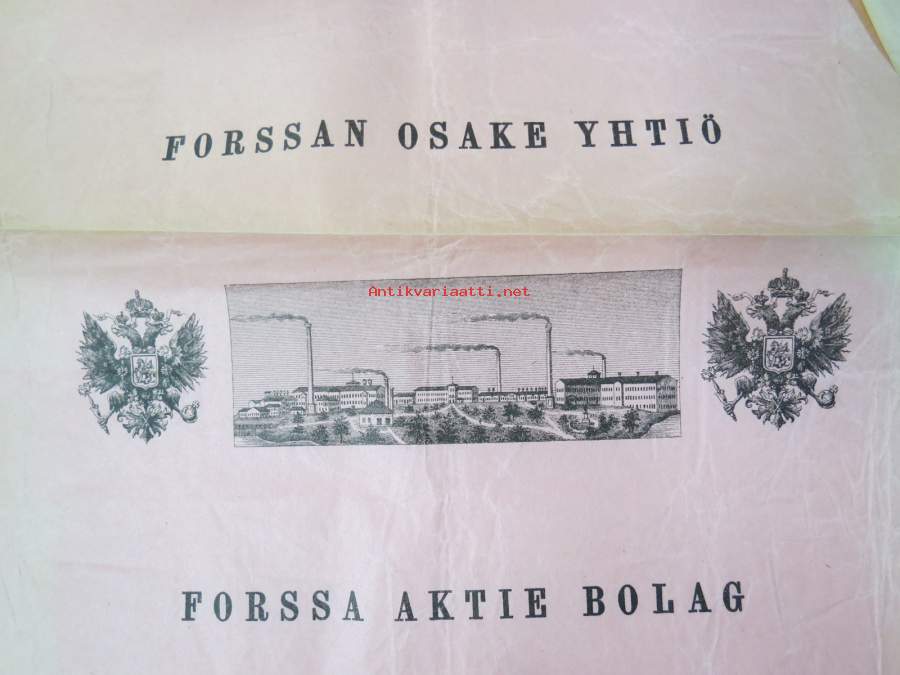 FORSSAN OSAKE YHTIÖ
Antikvariaatti.net
FORSSA AKTIE BOLAG